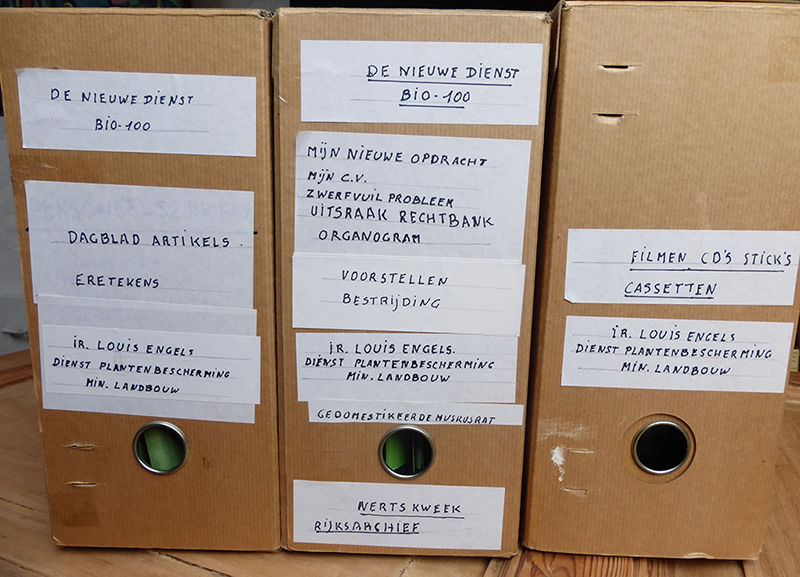 DE NIEUWE DIENST
BIO-100
DAGBLAD ARTIKELS.
ERETEKENS
IR. LOUIS ENGELS
DIENST PLANTENBESCHERMING
MIN. LANDBOUW
DE NIEUWE DIENST
BIO-100
MIJN NIEUWE OPDRACHT
MIJN C.V.
ZWERFVUIL PROBLEEM
UITSRAAK RECHTBANK
ORGANOGRAM
VOORSTELLEN
BESTRIJDING
IR. LOUIS ENGELS.
DIENST PLANTENBESCHERMING
MIN. LANDBOUW
GEDOMESTIKEERDE MUSKUSRAT
NERTSKWEEK
RIJKSARCHIEF
FILMEN CD'S STICK'S
CASSETTEN
IR. LOUIS ENGELS
DIENST PLANTENBESCHERMING
MIN. LANDBOUW